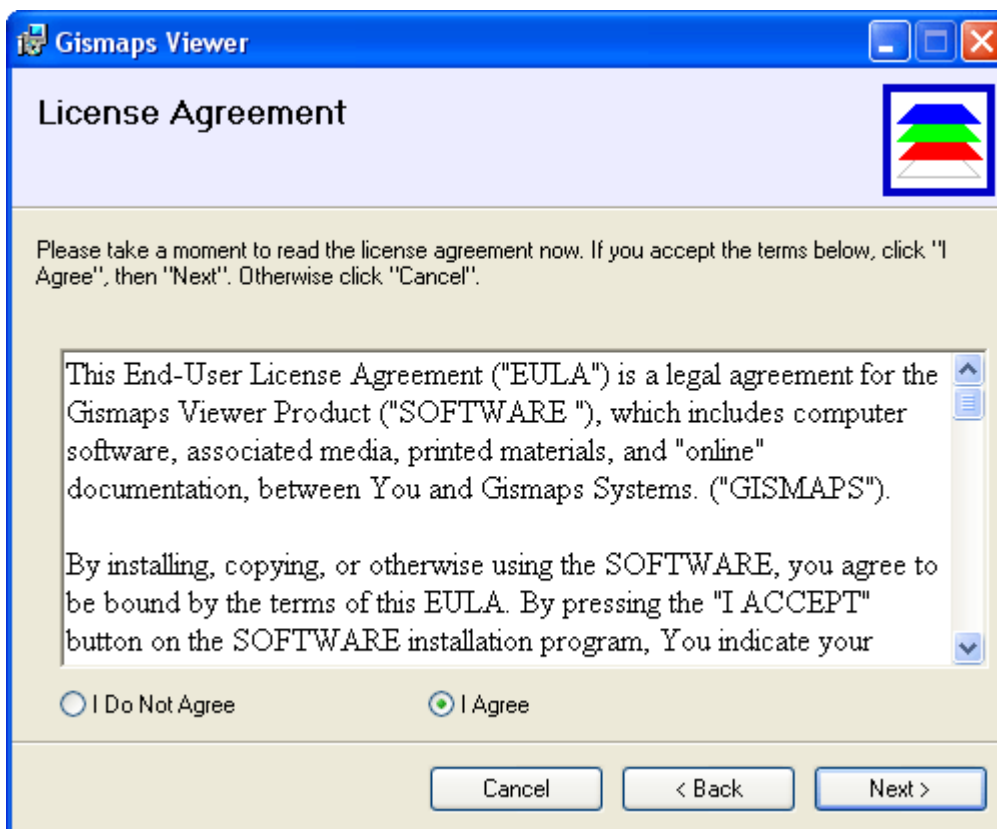 Gismaps Viewer
License Agreement
Please take a moment to read the license agreement now. If you accept the terms below, click "I
Agree", then "Next". Otherwise click "Cancel".
This End-User License Agreement ("EULA") is a legal agreement for the
Gismaps Viewer Product ("SOFTWARE "), which includes computer
software, associated media, printed materials, and "online"
documentation, between You and Gismaps Systems. ("GISMAPS").
By installing, copying, or otherwise using the SOFTWARE, you agree to
be bound by the terms of this EULA. By pressing the "I ACCEPT"
button on the SOFTWARE installation program, You indicate your
I Do Not Agree
I Agree
Cancel
< Back
Next >